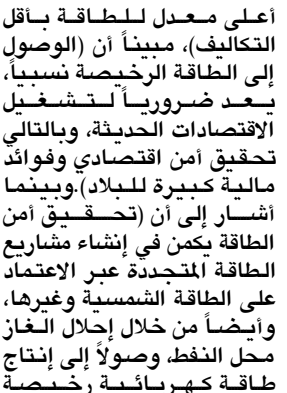 أعلى معدل للطاقة بأقل
التكاليف)، مبيناً أن (الوصول
إلى الطاقة الرخيصة نسبياً،
يعد ضرورياً لتشغيل
الاقتصادات الحديثة، وبالتالي
تحقيق أمن اقتصادي وفوائد
مالية كبيرة للبلاد).وبينما
أشار إلى أن (تحقيق أمن
الطاقة يكمن في إنشاء مشاريع
الطاقة المتجددة عبر الاعتماد
على الطاقة الشمسية وغيرها،
وأيضاً من خلال إحلال الغاز
محل النفط، وصولاً إلى إنتاج
طاقة كهربائية رخيصة